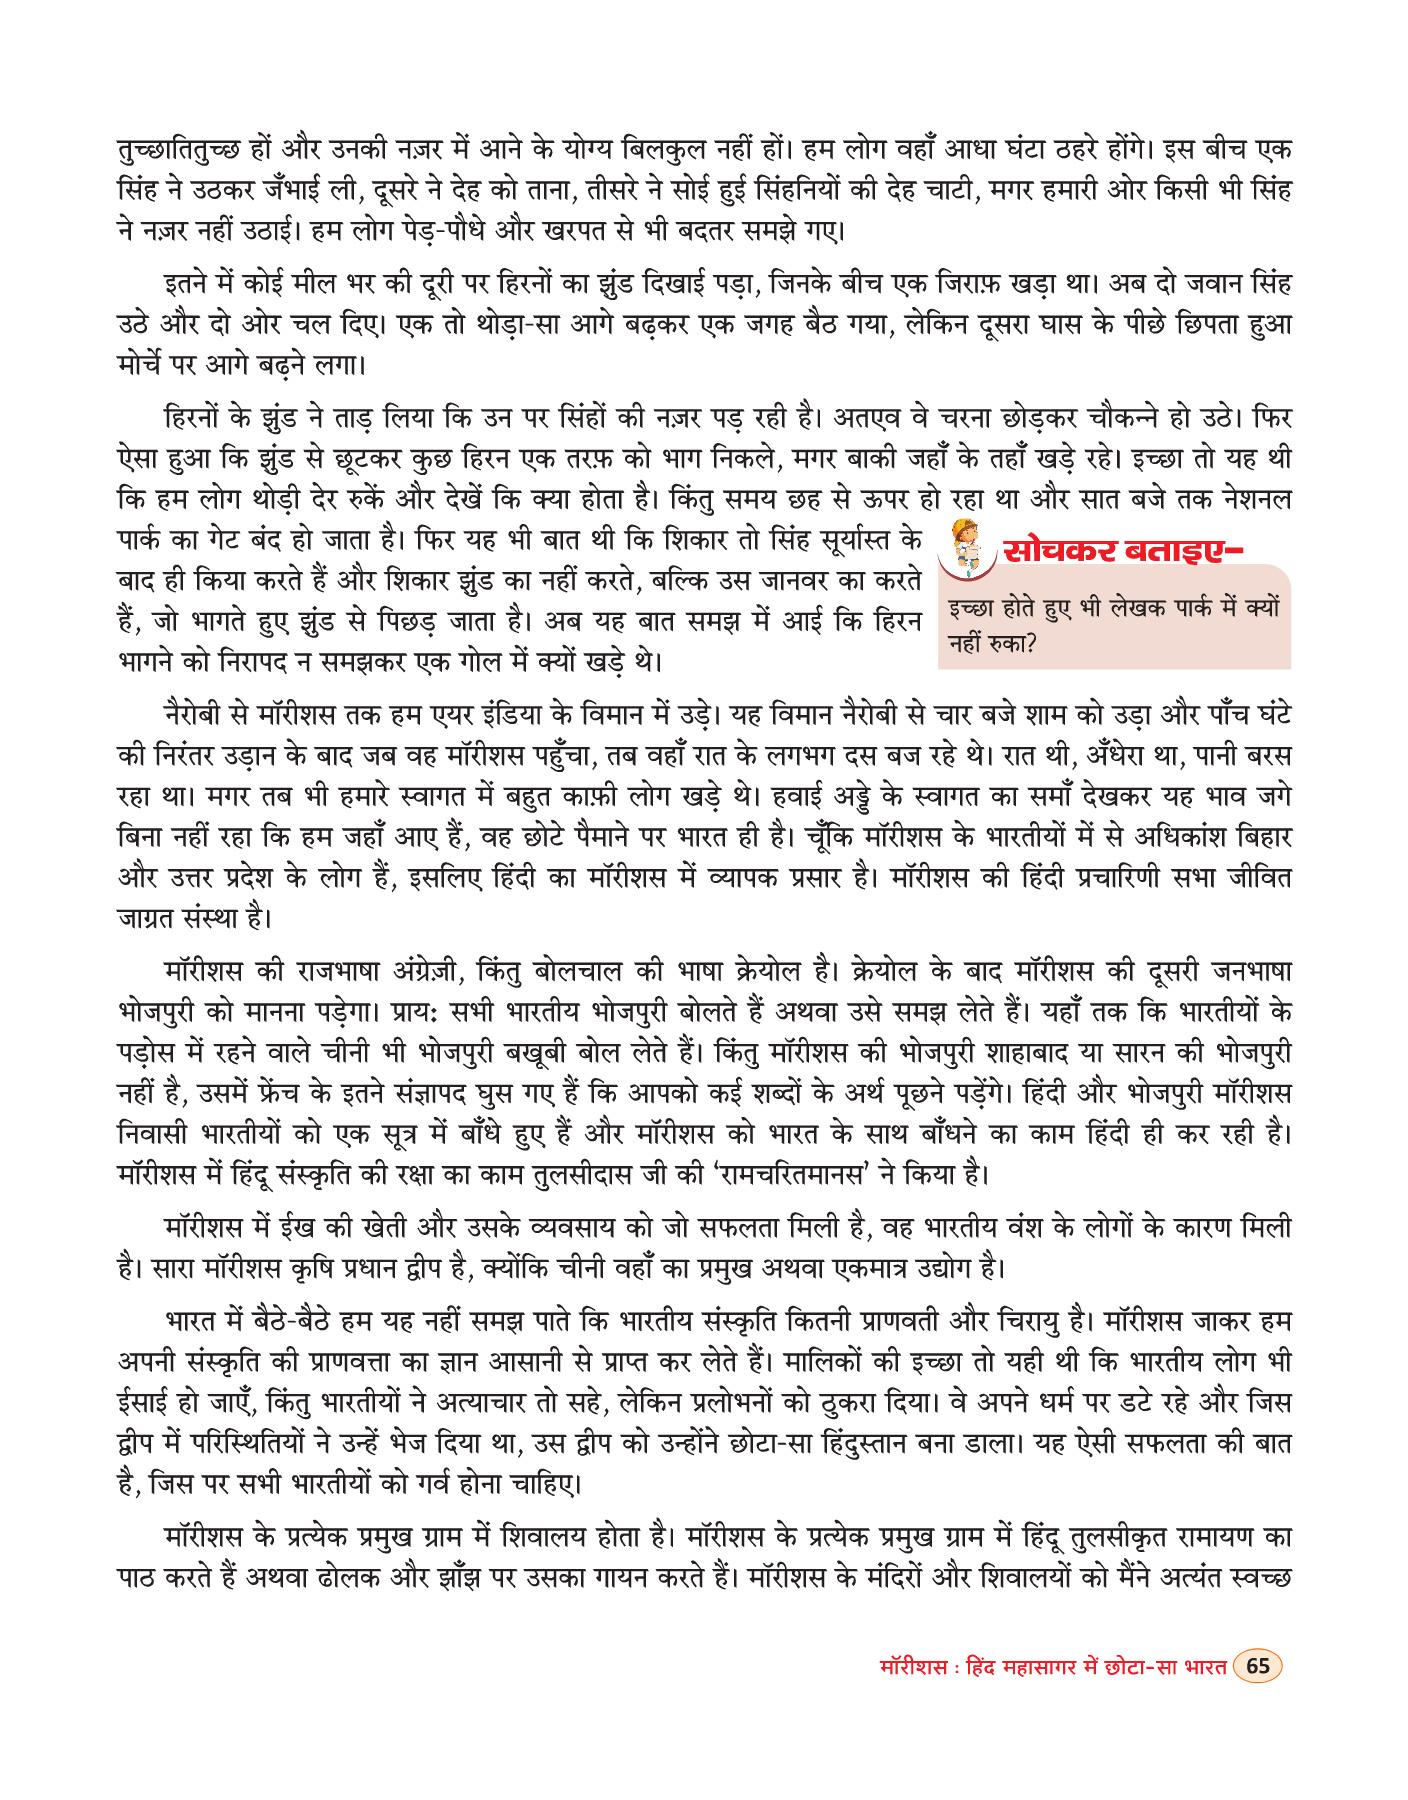 तुच्छातितुच्छ हों और उनकी नज़र में आने के योग्य बिलकुल नहीं हों। हम लोग वहाँ आधा घंटा ठहरे होंगे। इस बीच एक
सिंह ने उठकर जँभाई ली, दूसरे ने देह को ताना, तीसरे ने सोई हुई सिंहनियों की देह चाटी, मगर हमारी ओर किसी भी सिंह
ने नज़र नहीं उठाई। हम लोग पेड़-पौधे और खरपत से भी बदतर समझे गए।
इतने में कोई मील भर की दूरी पर हिरनों का झुंड दिखाई पड़ा, जिनके बीच एक जिराफ़ खड़ा था। अब दो जवान सिंह
उठे और दो ओर चल दिए। एक तो थोड़ा-सा आगे बढ़कर एक जगह बैठ गया, लेकिन दूसरा घास के पीछे छिपता हुआ
मोर्चे पर आगे बढ़ने लगा।
हिरनों के झुंड ने ताड़ लिया कि उन पर सिंहों की नज़र पड़ रही है। अतएव वे चरना छोड़कर चौकन्ने हो उठे। फिर
ऐसा हुआ कि झुंड से छूटकर कुछ हिरन एक तरफ़ को भाग निकले, मगर बाकी जहाँ के तहाँ खड़े रहे। इच्छा तो यह थी
कि हम लोग थोड़ी देर रुकें और देखें कि क्या होता है। किंतु समय छह से ऊपर हो रहा था और सात बजे तक नेशनल
पार्क का गेट बंद हो जाता है। फिर यह भी बात थी कि शिकार तो सिंह सूर्यास्त के
बाद ही किया करते हैं और शिकार झुंड का नहीं करते, बल्कि उस जानवर का करते
हैं, जो भागते हुए झुंड से पिछड़ जाता है। अब यह बात समझ में आई कि हिरन
भागने को निरापद न समझकर एक गोल में क्यों खड़े थे।
सोचकर बताइए–
इच्छा होते हुए भी लेखक पार्क में क्यों
नहीं रुका?
नैरोबी से मॉरीशस तक हम एयर इंडिया के विमान में उड़े। यह विमान नैरोबी से चार बजे शाम को उड़ा और पाँच घंटे
की निरंतर उड़ान के बाद जब वह मॉरीशस पहुँचा, तब वहाँ रात के लगभग दस बज रहे थे। रात थी, अँधेरा था, पानी बरस
रहा था। मगर तब भी हमारे स्वागत में बहुत काफ़ी लोग खड़े थे। हवाई अड्डे के स्वागत का समाँ देखकर यह भाव जगे
बिना नहीं रहा कि हम जहाँ आए हैं, वह छोटे पैमाने पर भारत ही है। चूँकि मॉरीशस के भारतीयों में से अधिकांश बिहार
और उत्तर प्रदेश के लोग हैं, इसलिए हिंदी का मॉरीशस में व्यापक प्रसार है। मॉरीशस की हिंदी प्रचारिणी सभा जीवित
जाग्रत संस्था है।
मॉरीशस की राजभाषा अंग्रेज़ी, किंतु बोलचाल की भाषा क्रेयोल है। क्रेयोल के बाद मॉरीशस की दूसरी जनभाषा
भोजपुरी को मानना पड़ेगा। प्रायः सभी भारतीय भोजपुरी बोलते हैं अथवा उसे समझ लेते हैं। यहाँ तक कि भारतीयों के
पड़ोस में रहने वाले चीनी भी भोजपुरी बखूबी बोल लेते हैं। किंतु मॉरीशस की भोजपुरी शाहाबाद या सारन की भोजपुरी
नहीं है, उसमें फ्रेंच के इतने संज्ञापद घुस गए हैं कि आपको कई शब्दों के अर्थ पूछने पड़ेंगे। हिंदी और भोजपुरी मॉरीशस
निवासी भारतीयों को एक सूत्र में बाँधे हुए हैं और मॉरीशस को भारत के साथ बाँधने का काम हिंदी ही कर रही है।
मॉरीशस में हिंदू संस्कृति की रक्षा का काम तुलसीदास जी की ‘रामचरितमानस’ ने किया है।
मॉरीशस में ईख की खेती और उसके व्यवसाय को जो सफलता मिली है, वह भारतीय वंश के लोगों के कारण मिली
है। सारा मॉरीशस कृषि प्रधान द्वीप है, क्योंकि चीनी वहाँ का प्रमुख अथवा एकमात्र उद्योग है।
भारत में बैठे-बैठे हम यह नहीं समझ पाते कि भारतीय संस्कृति कितनी प्राणवती और चिरायु है। मॉरीशस जाकर हम
अपनी संस्कृति की प्राणवत्ता का ज्ञान आसानी से प्राप्त कर लेते हैं। मालिकों की इच्छा तो यही थी कि भारतीय लोग भी
ईसाई हो जाएँ, किंतु भारतीयों ने अत्याचार तो सहे, लेकिन प्रलोभनों को ठुकरा दिया। वे अपने धर्म पर डटे रहे और जिस
द्वीप में परिस्थितियों ने उन्हें भेज दिया था, उस द्वीप को उन्होंने छोटा-सा हिंदुस्तान बना डाला। यह ऐसी सफलता की बात
है, जिस पर सभी भारतीयों को गर्व होना चाहिए।
मॉरीशस के प्रत्येक प्रमुख ग्राम में शिवालय होता है। मॉरीशस के प्रत्येक प्रमुख ग्राम में हिंदू तुलसीकृत रामायण का
पाठ करते हैं अथवा ढोलक और झाँझ पर उसका गायन करते हैं। मॉरीशस के मंदिरों और शिवालयों को मैंने अत्यंत स्वच्छ
मॉरीशस : हिंद महासागर में छोटा-सा भारत 65